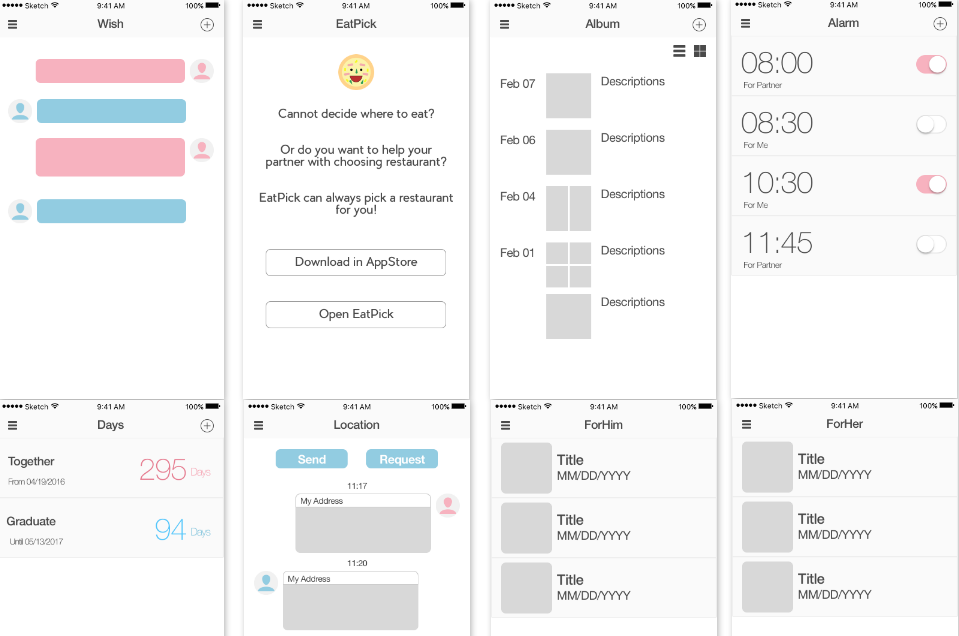 ●●●●● Sketch 9:41 AM 100%
Wish
●●●●● Sketch 9:41 AM 100%
EatPick
Cannot decide where to eat?
Or do you want to help your
partner with choosing restaurant?
EatPick can always pick a restaurant
for you!
Download in AppStore
Open EatPick
●●●●● Sketch 9:41 AM 100%
Album
Feb 07 Descriptions
Feb 06 Descriptions
Feb 04 Descriptions
Feb 01 Descriptions
Descriptions
●●●●● Sketch 9:41 AM 100%
Alarm
08:00
For Partner
08:30
For Me
10:30
For Me
11:45
For Partner
●●●●● Sketch 9:41 AM 100%
Days
Together
295 Days
From 04/19/2016
Graduate
94 Days
Until 05/13/2017
●●●●● Sketch 9:41 AM 100%
Location
Send Request
11:17
My Address
11:20
My Address
●●●●● Sketch 9:41 AM 100%
ForHim
Title
MM/DD/YYYY
Title
MM/DD/YYYY
Title
MM/DD/YYYY
●●●●● Sketch 9:41 AM 100%
ForHer
Title
MM/DD/YYYY
Title
MM/DD/YYYY
Title
MM/DD/YYYY